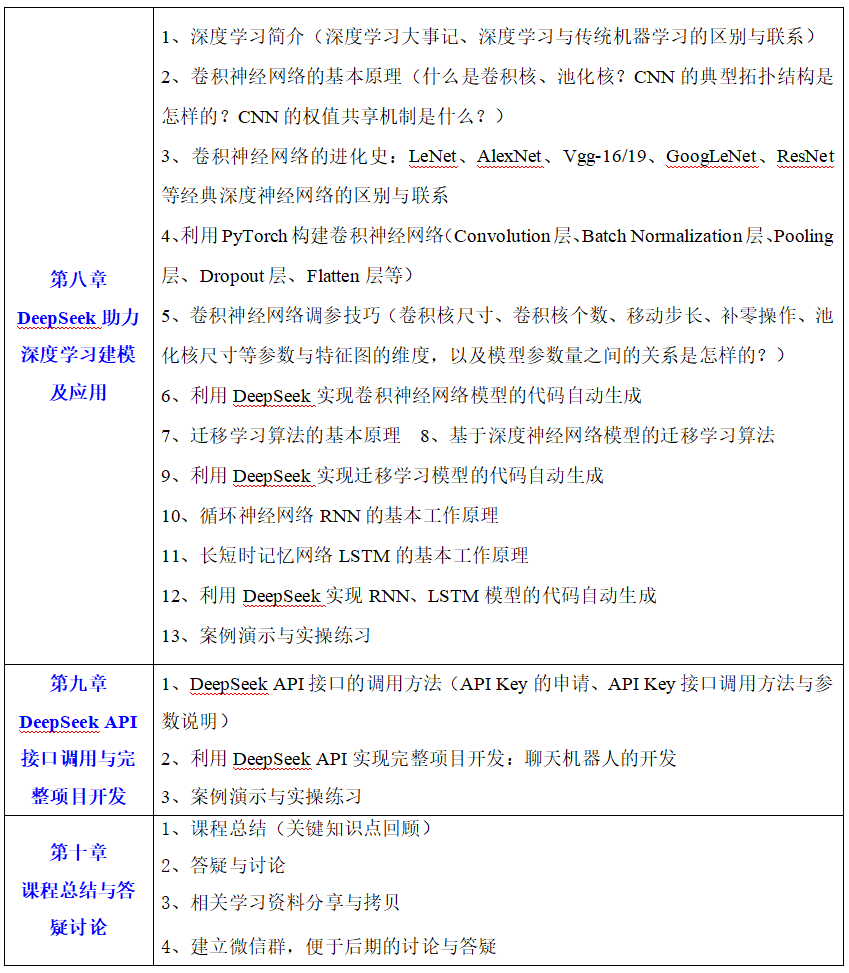 第八章
DeepSeek 助力
深度学习建模
及应用
1、深度学习简介（深度学习大事记、深度学习与传统机器学习的区别与联系）
2、卷积神经网络的基本原理（什么是卷积核、池化核？CNN 的典型拓扑结构是
怎样的？CNN 的权值共享机制是什么？）
3、卷积神经网络的进化史：LeNet、AlexNet、Vgg-16/19、GoogLeNet、ResNet
等经典深度神经网络的区别与联系
4、利用 PyTorch 构建卷积神经网络（Convolution 层、Batch Normalization 层、Pooling
层、Dropout 层、Flatten 层等）
5、卷积神经网络调参技巧（卷积核尺寸、卷积核个数、移动步长、补零操作、池
化核尺寸等参数与特征图的维度，以及模型参数量之间的关系是怎样的？）
6、利用 DeepSeek 实现卷积神经网络模型的代码自动生成
7、迁移学习算法的基本原理 8、基于深度神经网络模型的迁移学习算法
9、利用 DeepSeek 实现迁移学习模型的代码自动生成
10、循环神经网络 RNN 的基本工作原理
11、长短时记忆网络 LSTM 的基本工作原理
12、利用 DeepSeek 实现 RNN、LSTM 模型的代码自动生成
13、案例演示与实操练习
第九章
DeepSeek API
接口调用与完
整项目开发
1、DeepSeek API 接口的调用方法（API Key 的申请、API Key 接口调用方法与参
数说明）
2、利用 DeepSeek API 实现完整项目开发：聊天机器人的开发
3、案例演示与实操练习
第十章
课程总结与答
疑讨论
1、课程总结（关键知识点回顾）
2、答疑与讨论
3、相关学习资料分享与拷贝
4、建立微信群，便于后期的讨论与答疑